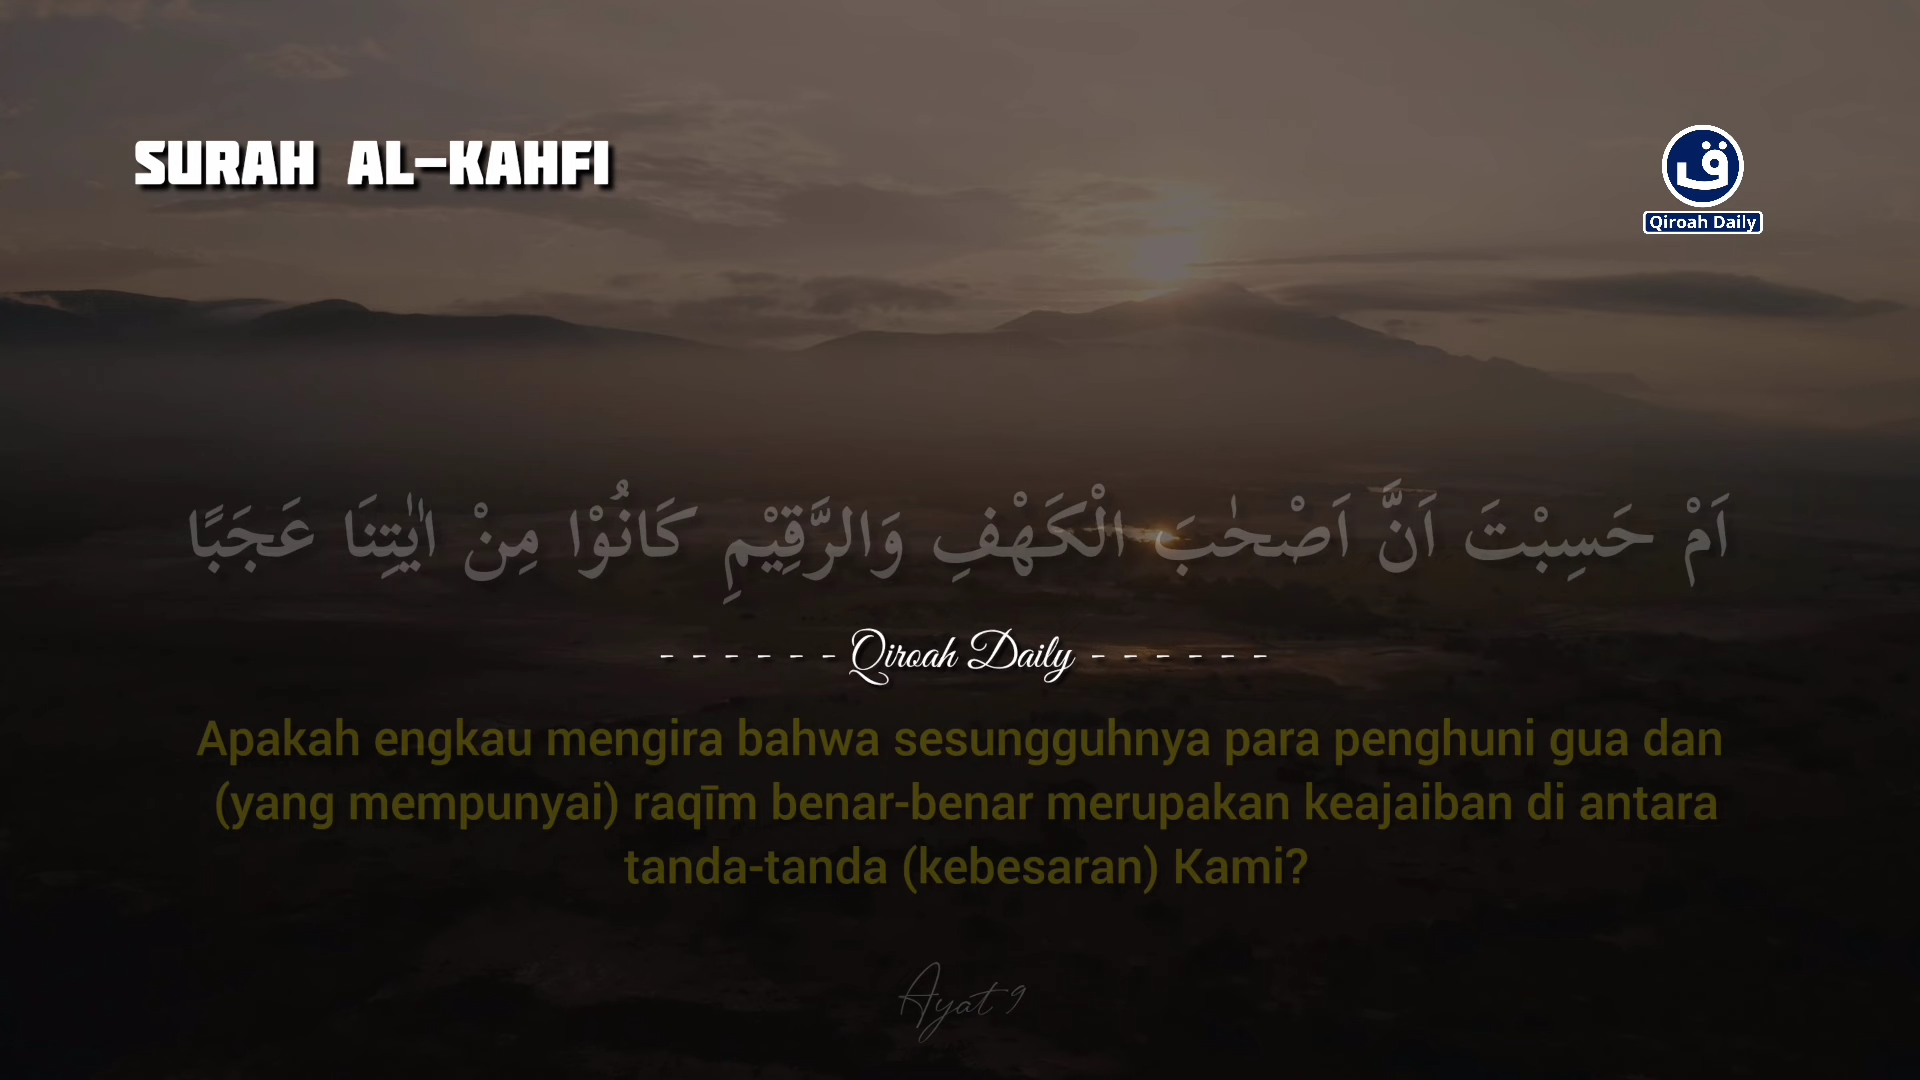 SURAH AL-KAHFI
ق
Qiroah Daily
اَمْ حَسِبْتَ اَنَّ اَصْحٰبَ الْكَهْفِ وَالرَّقِيْمِ كَانُوْا مِنْ اٰيٰتِنَا عَجَبًا
- - - - - - Qiroah Daily - - - - - -
Apakah engkau mengira bahwa sesungguhnya para penghuni gua dan
(yang mempunyai) raqīm benar-benar merupakan keajaiban di antara
tanda-tanda (kebesaran) Kami?
Ayat 9